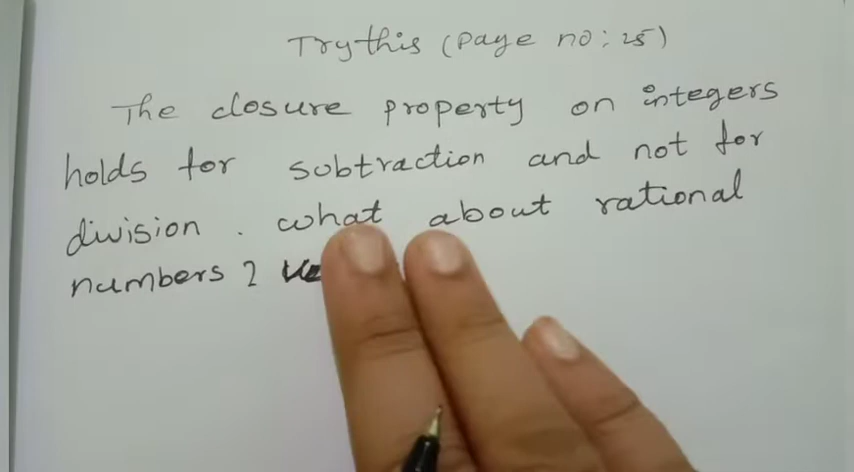 Try this (Page no: 25)
The closure property on integers
holds for subtraction and not for
division. what about rational
numbers?